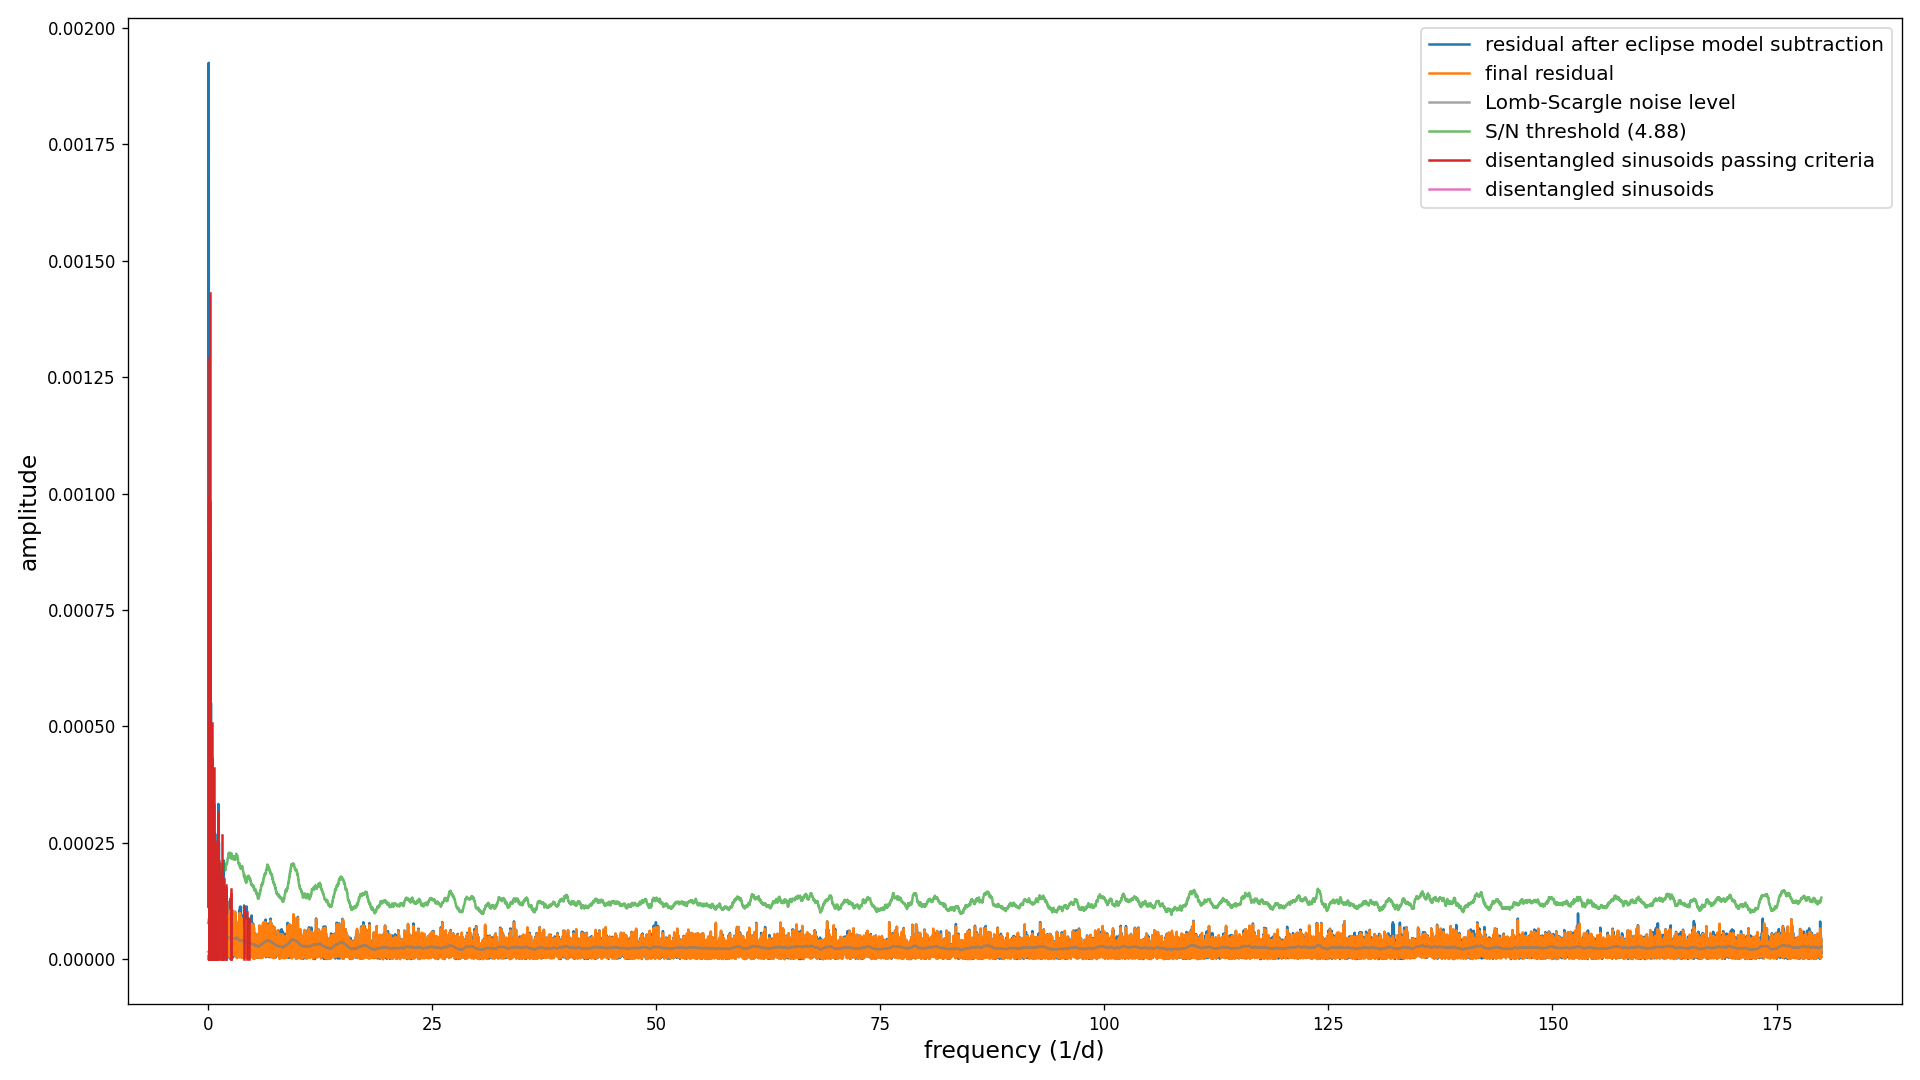 0.00200
0.00175
0.00150
0.00125
0.00100
0.00075
0.00050
0.00025
0.00000
amplitude
0 25 50 75 100 125 150 175
frequency (1/d)
residual after eclipse model subtraction
final residual
Lomb-Scargle noise level
S/N threshold (4.88)
disentangled sinusoids passing criteria
disentangled sinusoids